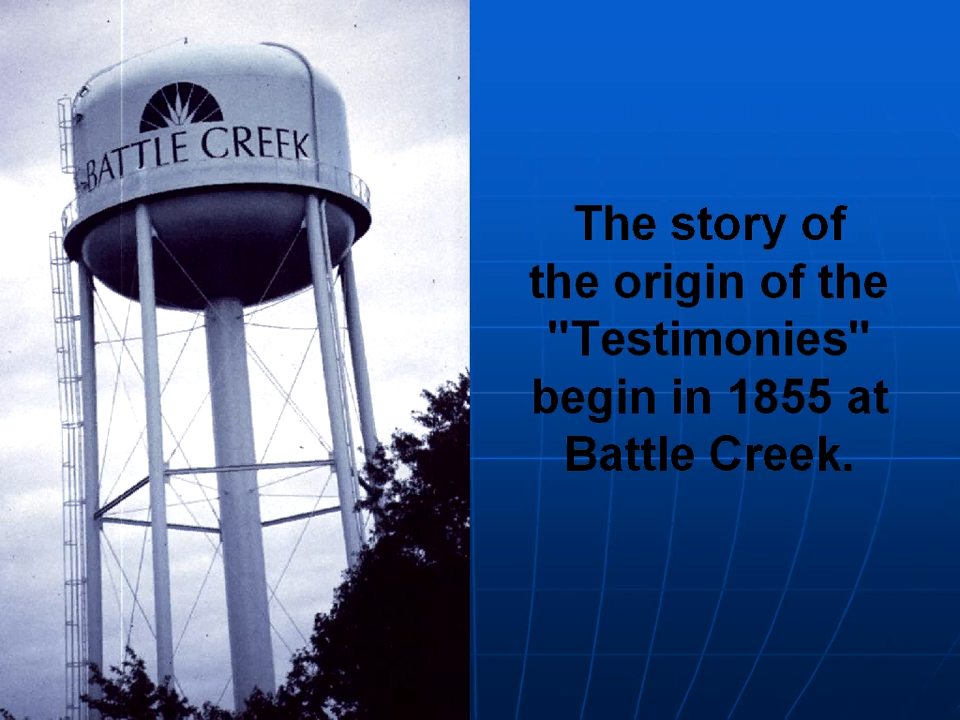 BATTLE CREEK
The story of
the origin of the
"Testimonies"
begin in 1855 at
Battle Creek.